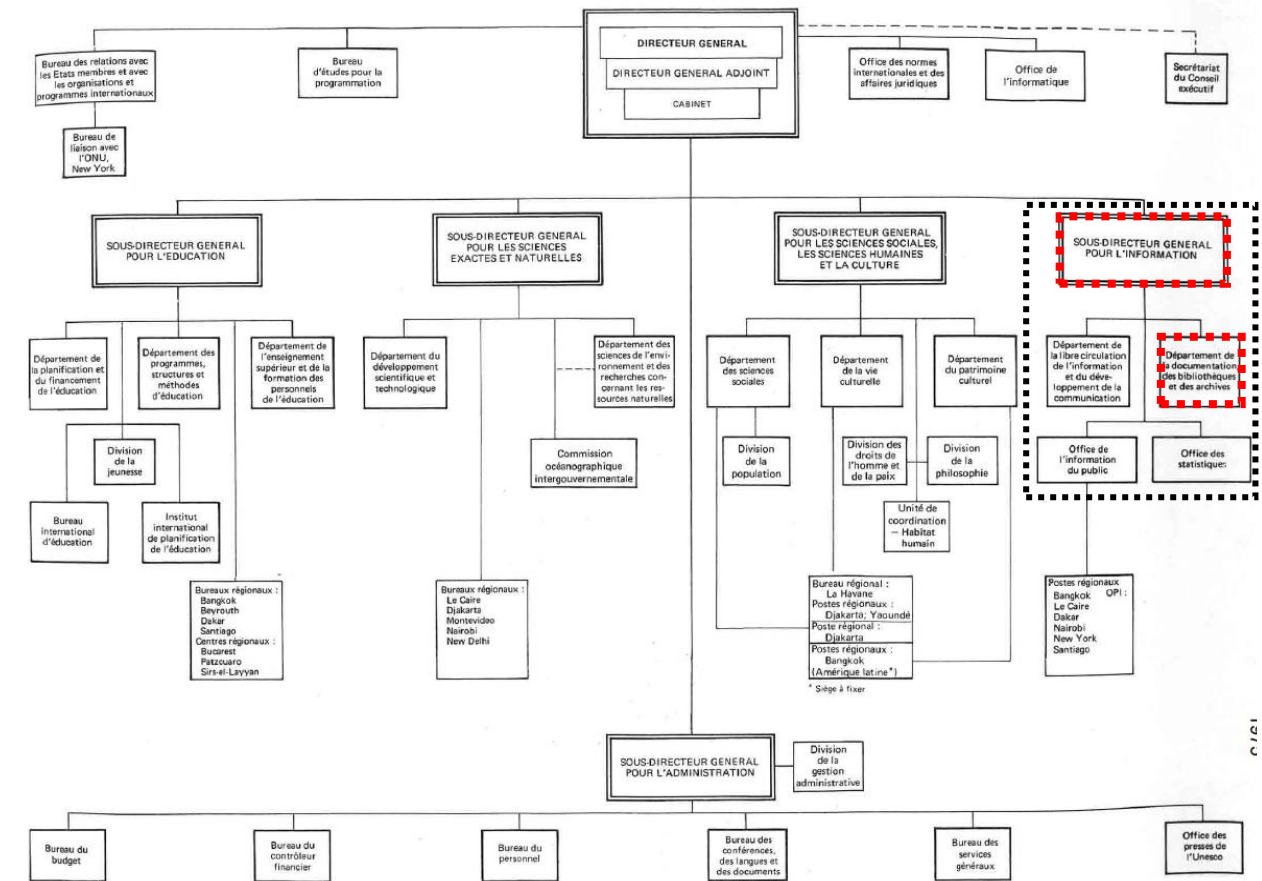 DIRECTEUR GENERAL
DIRECTEUR GENERAL ADJOINT
CABINET
Bureau des relations avec
les Etats membres et avec
les organisations et
programmes internationaux
Bureau
d'études pour la
programmation
Office des normes
internationales et des
affaires juridiques
Office de
l'informatique
Secrétariat
du Conseil
exécutif
Bureau de
liaison avec
l'ONU,
New York
SOUS-DIRECTEUR GENERAL
POUR L'EDUCATION
SOUS-DIRECTEUR GENERAL
POUR LES SCIENCES
EXACTES ET NATURELLES
SOUS-DIRECTEUR GENERAL
POUR LES SCIENCES SOCIALES,
LES SCIENCES HUMAINES
ET LA CULTURE
SOUS-DIRECTEUR GENERAL
POUR L'INFORMATION
Département de
la planification et
du financement
de l'éducation
Département des
programmes,
structures et
méthodes
d'éducation
Département de
l'enseignement
supérieur et de la
formation des
personnels
de l'éducation
Département du
développement
scientifique et
technologique
Département des
sciences de l'envi-
ronnement et des
recherches con-
cernant les res-
sources naturelles
Département
des sciences
sociales
Département
de la vie
culturelle
Département
du patrimoine
culturel
Département de
la libre circulation
de l'information
et du déve-
loppement de la
communication
Département de
la documentation
des bibliothèques
et des archives
Division
de la
jeunesse
Commission
océanographique
intergouvernementale
Division
de la
population
Division des
droits de
l'homme et
de la paix
Division
de la
philosophie
Office de
l'information
du public
Office des
statistiques
Bureau
international
d'éducation
Institut
international
de planification
de l'éducation
Unité de
coordination
— Habitat
humain
Bureaux régionaux :
Bangkok
Beyrouth
Dakar
Santiago
Centres régionaux :
Bucarest
Patzcuaro
Sirs-el-Layyan
Bureaux régionaux :
Le Caire
Djakarta
Montevideo
Nairobi
New Delhi
Bureau régional :
La Havane
Postes régionaux :
Djakarta; Yaoundé
Poste régional :
Djakarta
Postes régionaux :
Bangkok
(Amérique latine*)
* Siège à fixer
Postes régionaux
OPI :
Bangkok
Le Caire
Dakar
Nairobi
New York
Santiago
SOUS-DIRECTEUR GENERAL
POUR L'ADMINISTRATION
Division
de la
gestion
administrative
Bureau du
budget
Bureau du
contrôleur
financier
Bureau du
personnel
Bureau des
conférences,
des langues et
des documents
Bureau des
services
généraux
Office des
presses de
l'Unesco